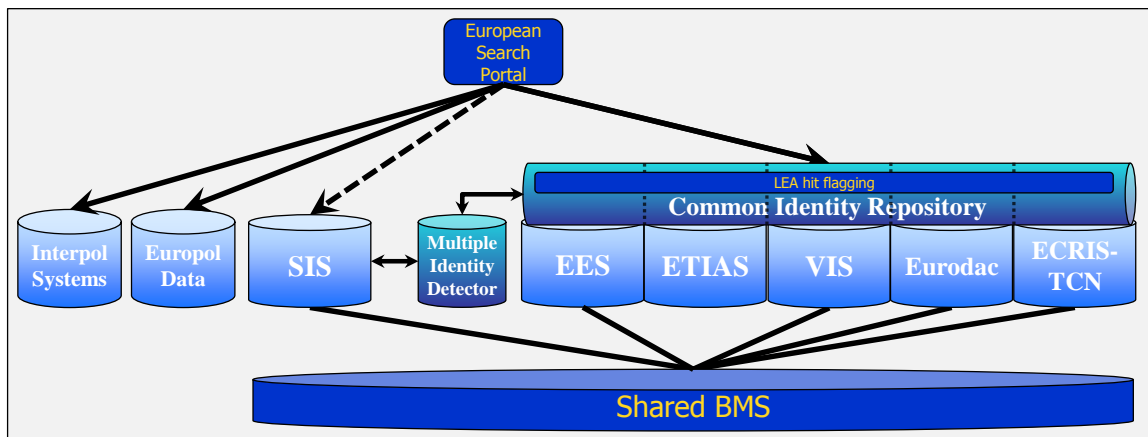 European
Search
Portal
LEA hit flagging
Common Identity Repository
Interpol
Systems
Europol
Data
SIS
Multiple
Identity
Detector
EES
ETIAS
VIS
Eurodac
ECRIS-
TCN
Shared BMS